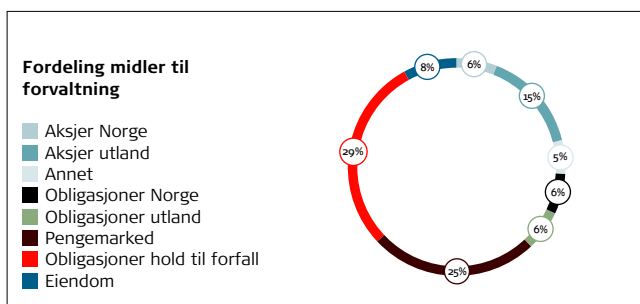 Fordeling midler til
forvaltning
Aksjer Norge
Aksjer utland
Annet
Obligasjoner Norge
Obligasjoner utland
Pengemarked
Obligasjoner hold til forfall
Eiendom
8%
6%
15%
29%
5%
6%
6%
25%